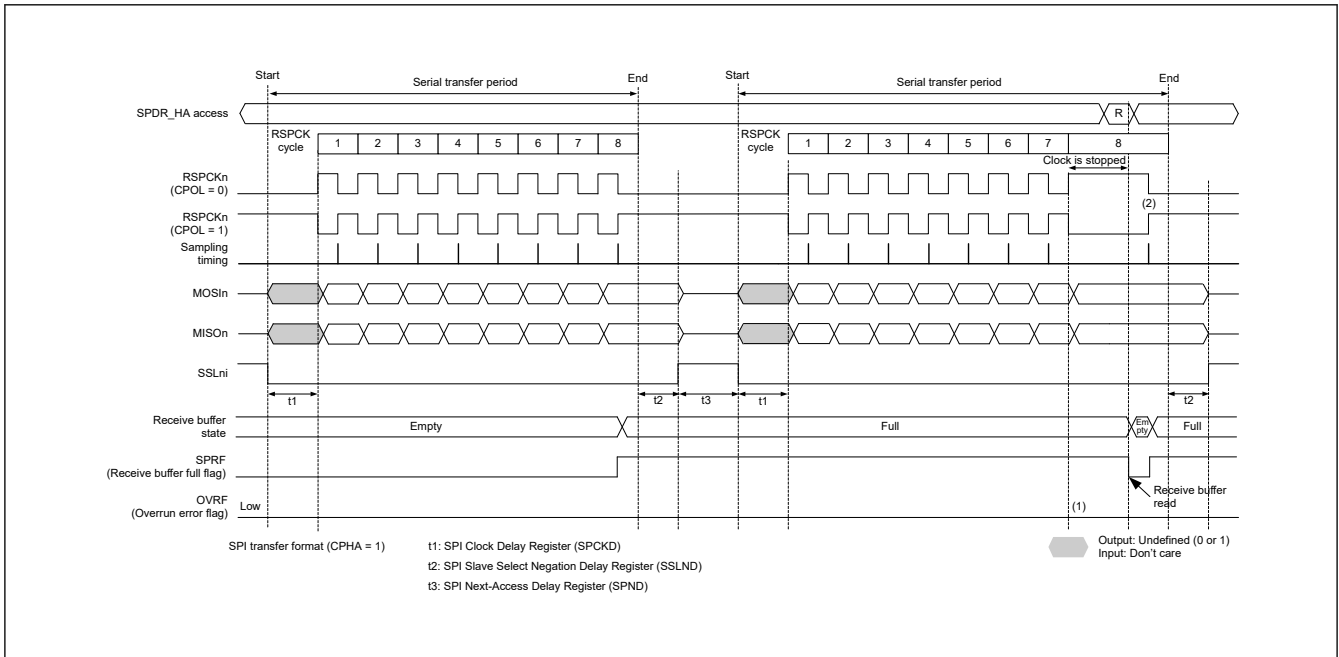 Start
Serial transfer period
End
Start
Serial transfer period
End
SPDR_HA access
R
RSPCK
cycle
1 2 3 4 5 6 7 8
RSPCK
cycle
1 2 3 4 5 6 7 8
Clock is stopped
RSPCKn
(CPOL = 0)
(2)
RSPCKn
(CPOL = 1)
Sampling
timing
MOSIn
MISOn
SSLni
t1
t2
t3
t1
t2
Receive buffer
state
Empty
Full
Em
pty
Full
SPRF
(Receive buffer full flag)
Receive buffer
read
OVRF
(Overrun error flag)
Low
(1)
SPI transfer format (CPHA = 1)
t1: SPI Clock Delay Register (SPCKD)
t2: SPI Slave Select Negation Delay Register (SSLND)
t3: SPI Next-Access Delay Register (SPND)
Output: Undefined (0 or 1)
Input: Don't care